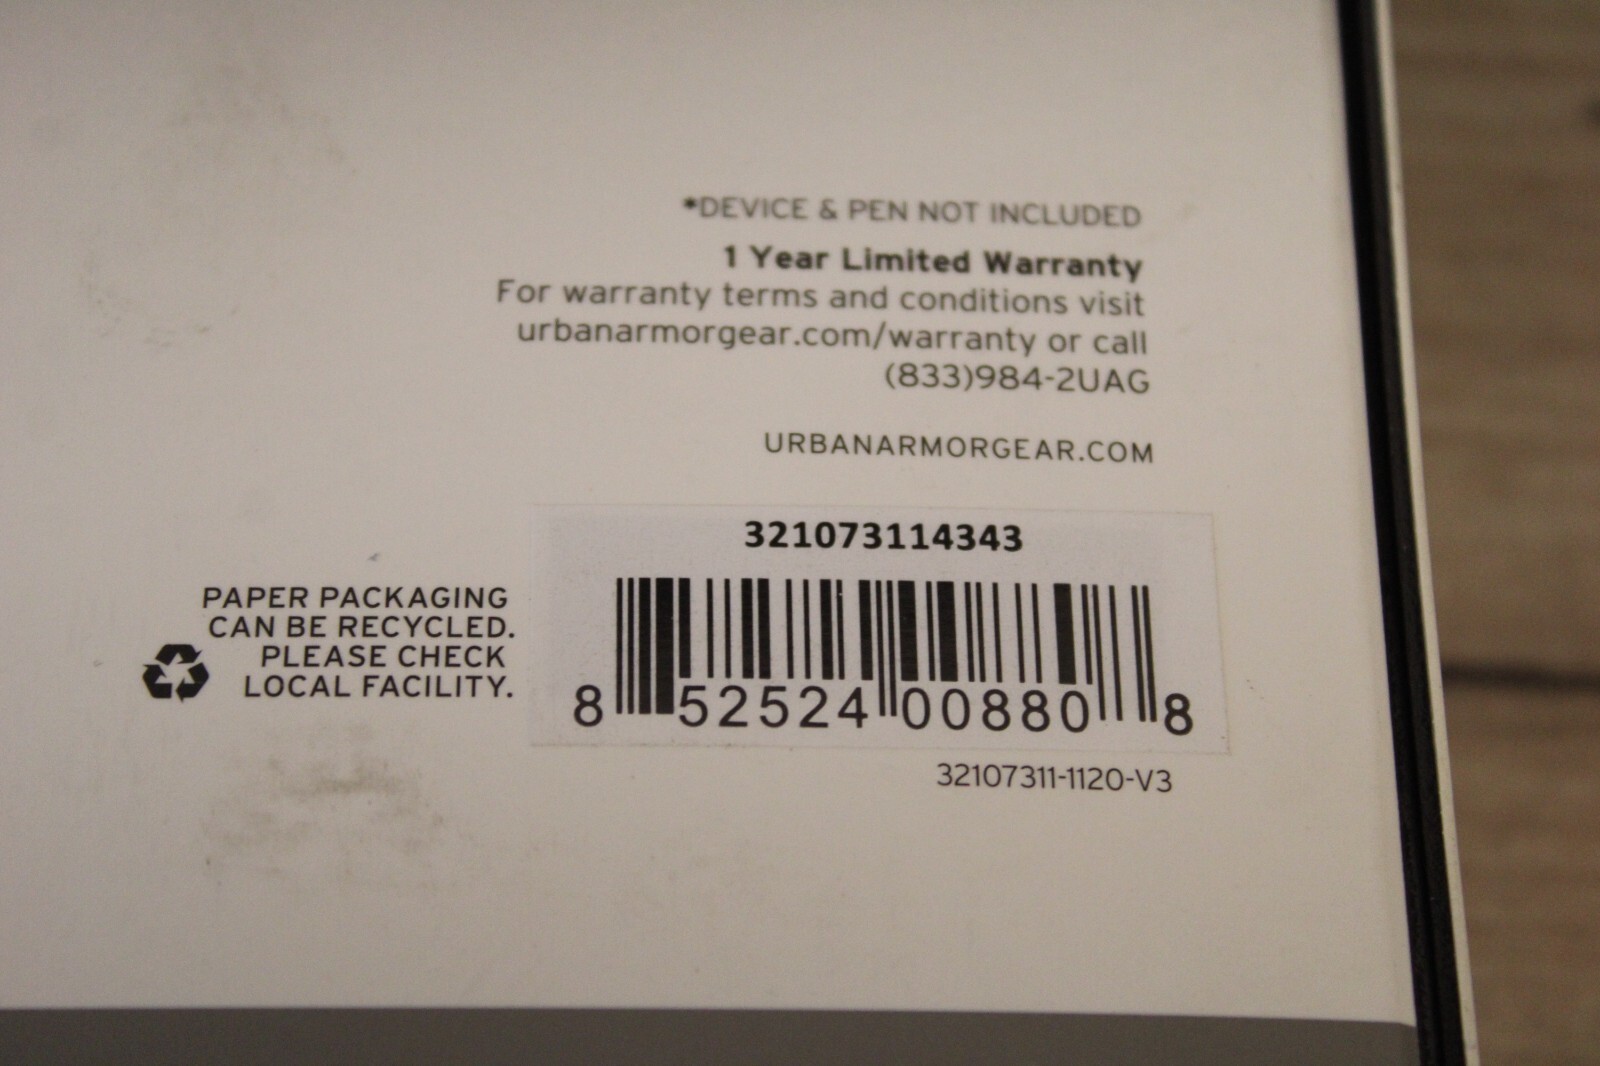 *DEVICE & PEN NOT INCLUDED
1 Year Limited Warranty
For warranty terms and conditions visit
urbanarmorgear.com/warranty or call
(833)984-2UAG
URBANARMORGEAR.COM
321073114343
PAPER PACKAGING
CAN BE RECYCLED.
PLEASE CHECK
LOCAL FACILITY.
8 52524 00880 8
32107311-1120-V3